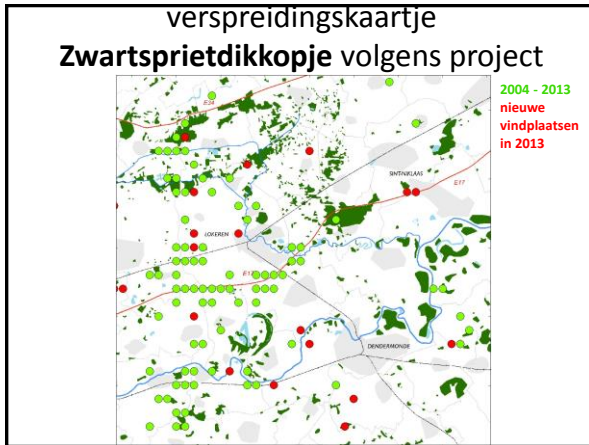 verspreidingskaartje
Zwartsprietdikkopje volgens project
2004 - 2013
nieuwe
vindplaatsen
in 2013
E34
SINT-NIKLAAS
E17
LOKEREN
E17
DENDERMONDE